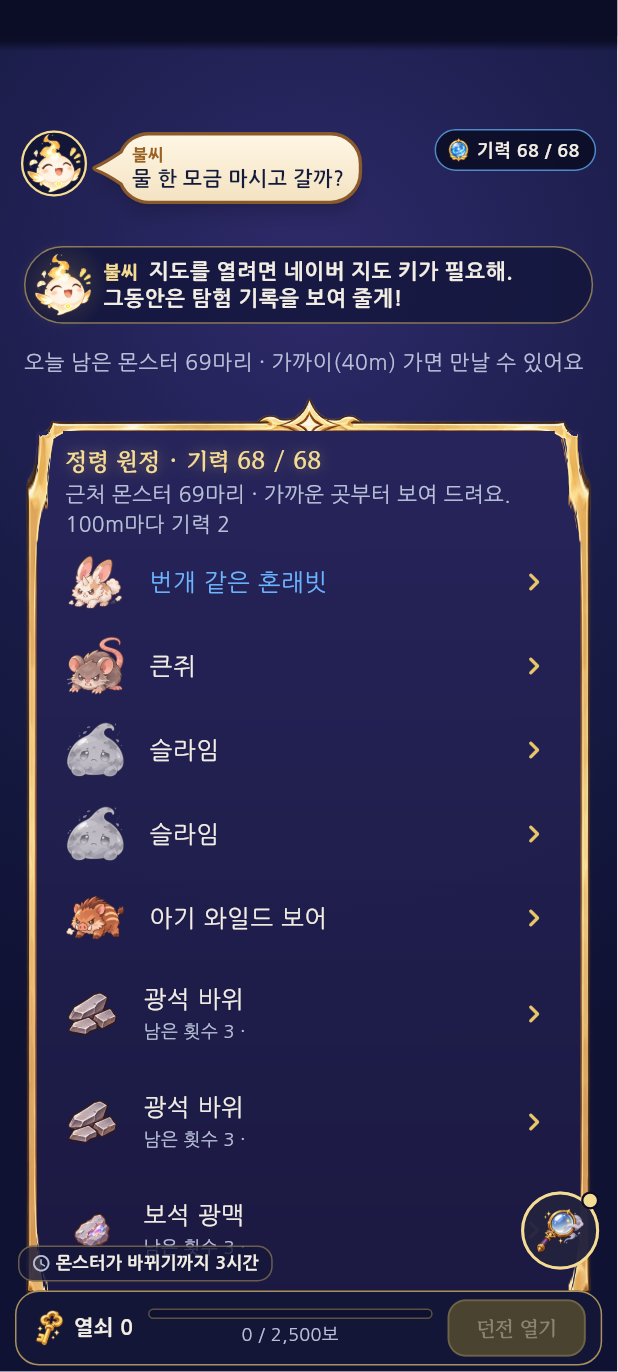 불씨
물 한 모금 마시고 갈까?
기력 68 / 68
불씨 지도를 열려면 네이버 지도 키가 필요해.
그동안은 탐험 기록을 보여 줄게!
오늘 남은 몬스터 69마리 · 가까이(40m) 가면 만날 수 있어요
정령 원정 · 기력 68 / 68
근처 몬스터 69마리 · 가까운 곳부터 보여 드려요.
100m마다 기력 2
번개 같은 혼래빗
큰쥐
슬라임
슬라임
아기 와일드 보어
광석 바위
남은 횟수 3 ·
광석 바위
남은 횟수 3 ·
보석 광맥
남은 횟수 3 ·
몬스터가 바뀌기까지 3시간
열쇠 0
0 / 2,500보
던전 열기